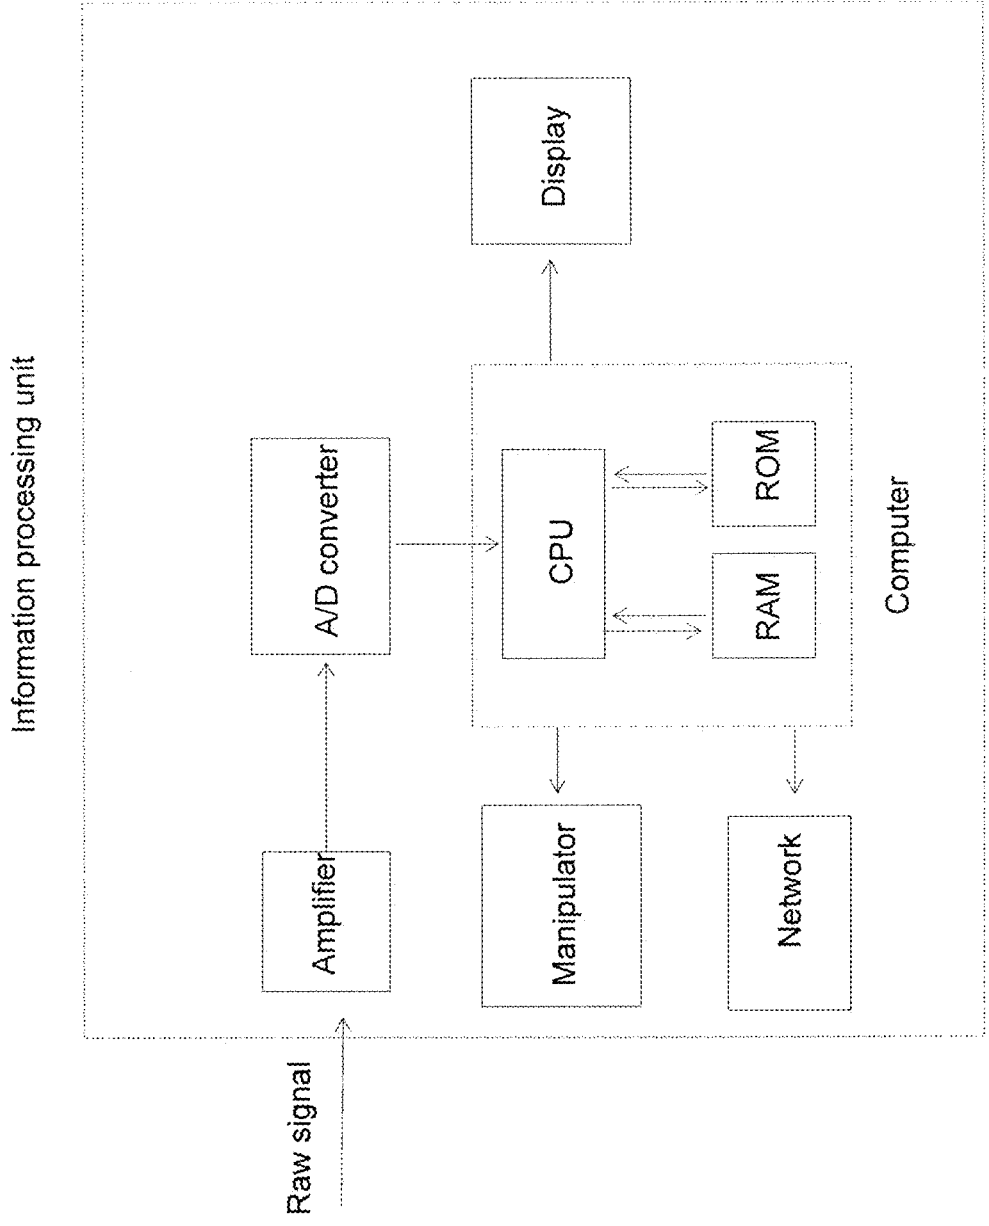 Information processing unit
Raw signal
Amplifier
A/D converter
Manipulator
CPU
Display
Network
RAM
ROM
Computer